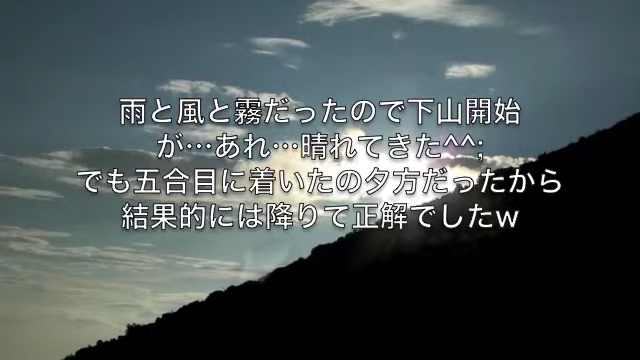 雨と風と霧だったので下山開始
が…あれ…晴れてきた^^;
でも五合目に着いたの夕方だったから
結果的には降りて正解でしたw